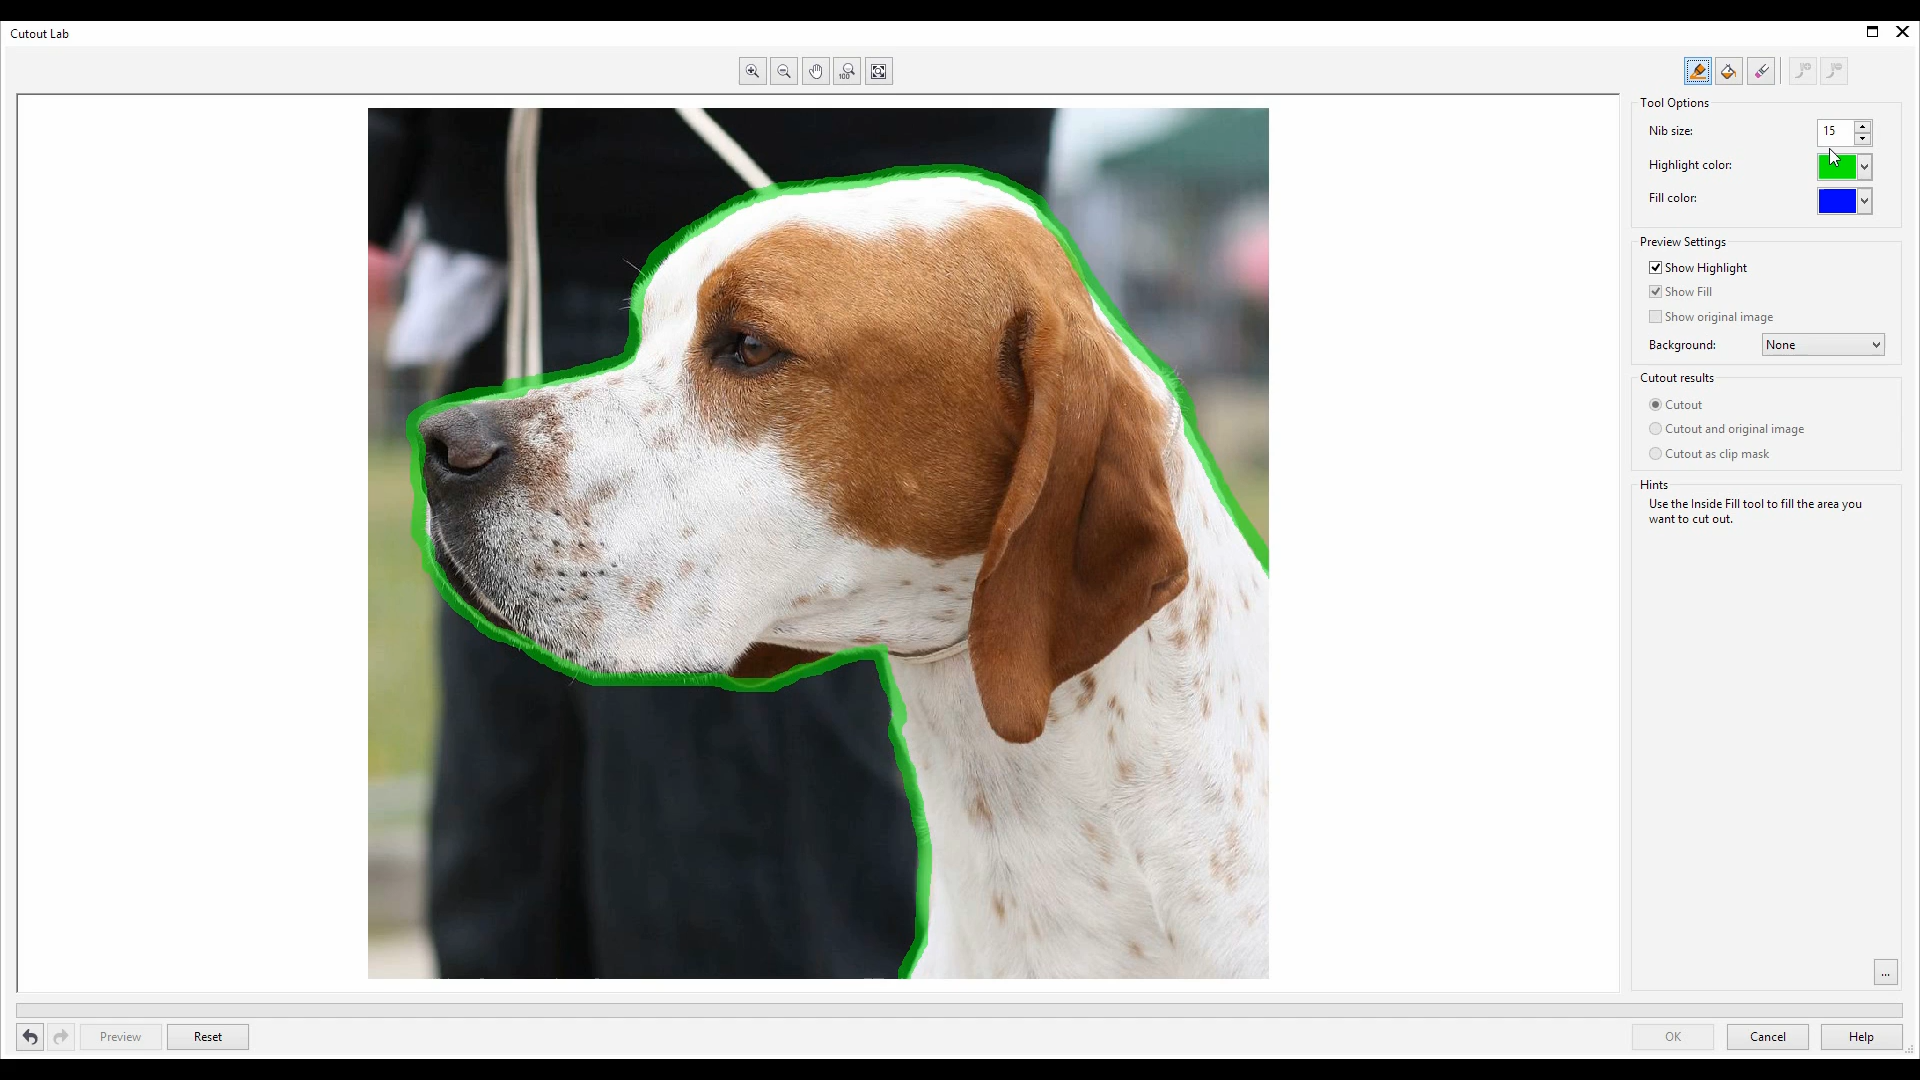 Cutout Lab
100
Tool Options
Nib size:
15
Highlight color:
Fill color:
Preview Settings
Show Highlight
Show Fill
Show original image
Background:
None
Cutout results
Cutout
Cutout and original image
Cutout as clip mask
Hints
Use the Inside Fill tool to fill the area you
want to cut out.
...
Preview
Reset
OK
Cancel
Help